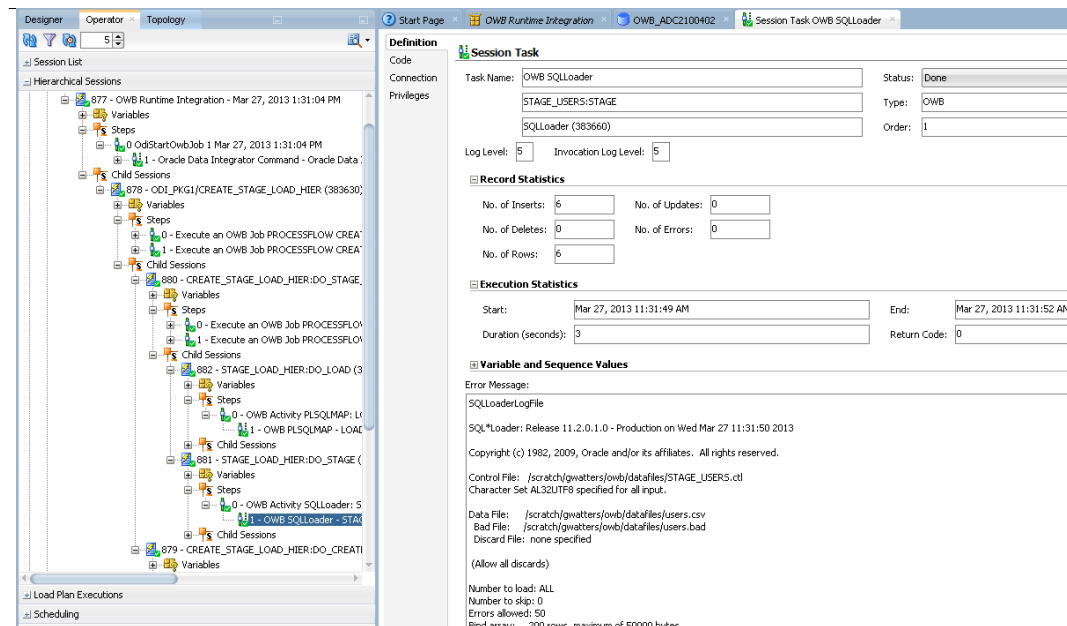 Designer
Operator ×
Topology
5
Session List
Hierarchical Sessions
877 - OWB Runtime Integration - Mar 27, 2013 1:31:04 PM
Variables
Steps
0 OdiStartOwbJob 1 Mar 27, 2013 1:31:04 PM
1 - Oracle Data Integrator Command - Oracle Data
Child Sessions
878 - ODI_PKG1/CREATE_STAGE_LOAD_HIER (383630)
Variables
Steps
0 - Execute an OWB Job PROCESSFLOW CREA
1 - Execute an OWB Job PROCESSFLOW CREA
Child Sessions
880 - CREATE_STAGE_LOAD_HIER:DO_STAGE_
Variables
Steps
0 - Execute an OWB Job PROCESSFLO
1 - Execute an OWB Job PROCESSFLO
Child Sessions
882 - STAGE_LOAD_HIER:DO_LOAD (3
Variables
Steps
0 - OWB Activity PLSQLMAP: L
1 - OWB PLSQLMAP - LOAD
Child Sessions
881 - STAGE_LOAD_HIER:DO_STAGE (
Variables
Steps
0 - OWB Activity SQLLoader: S
1 - OWB SQLLoader - STAG
Child Sessions
879 - CREATE_STAGE_LOAD_HIER:DO_CREATI
Variables
Load Plan Executions
Scheduling
Start Page ×
OWB Runtime Integration ×
OWB_ADC2100402 ×
Session Task OWB SQLLoader ×
Definition
Code
Connection
Privileges
Session Task
Task Name: OWB SQLLoader
Status: Done
STAGE_USERS:STAGE
Type: OWB
SQLLoader (383660)
Order: 1
Log Level: 5 Invocation Log Level: 5
Record Statistics
No. of Inserts: 6 No. of Updates: 0
No. of Deletes: 0 No. of Errors: 0
No. of Rows: 6
Execution Statistics
Start: Mar 27, 2013 11:31:49 AM End: Mar 27, 2013 11:31:52 AM
Duration (seconds): 3 Return Code: 0
Variable and Sequence Values
Error Message:
SQLLoaderLogFile
SQL*Loader: Release 11.2.0.1.0 - Production on Wed Mar 27 11:31:50 2013
Copyright (c) 1982, 2009, Oracle and/or its affiliates. All rights reserved.
Control File: /scratch/gwatters/owb/datafiles/STAGE_USERS.ctl
Character Set AL32UTF8 specified for all input.
Data File: /scratch/gwatters/owb/datafiles/users.csv
Bad File: /scratch/gwatters/owb/datafiles/users.bad
Discard File: none specified
(Allow all discards)
Number to load: ALL
Number to skip: 0
Errors allowed: 50
Bind array: 200 rows, maximum of 50000 bytes